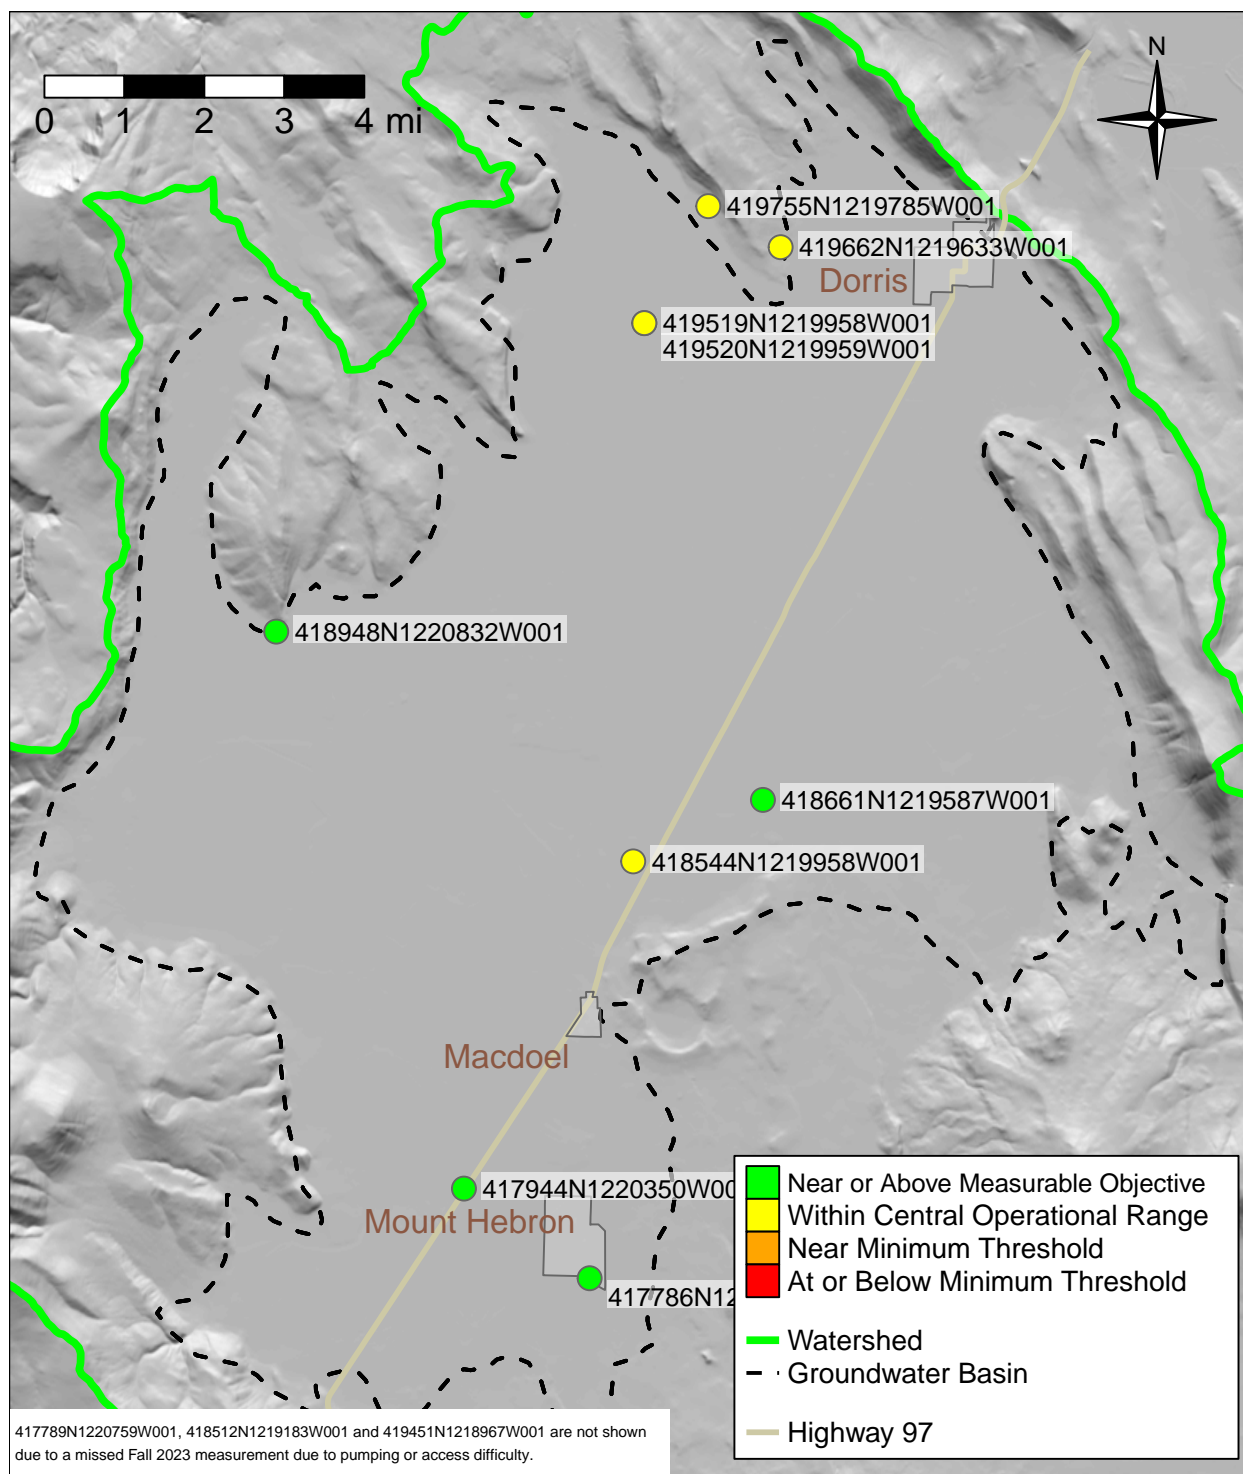 N
0 1 2 3 4 mi
419755N1219785W001
419662N1219633W001
Dorris
419519N1219958W001
419520N1219959W001
418948N1220832W001
418661N1219587W001
418544N1219958W001
Macdoel
417944N1220350W00
Mount Hebron
417786N12
Near or Above Measurable Objective
Within Central Operational Range
Near Minimum Threshold
At or Below Minimum Threshold
Watershed
Groundwater Basin
Highway 97
417789N1220759W001, 418512N1219183W001 and 419451N1218967W001 are not shown
due to a missed Fall 2023 measurement due to pumping or access difficulty.